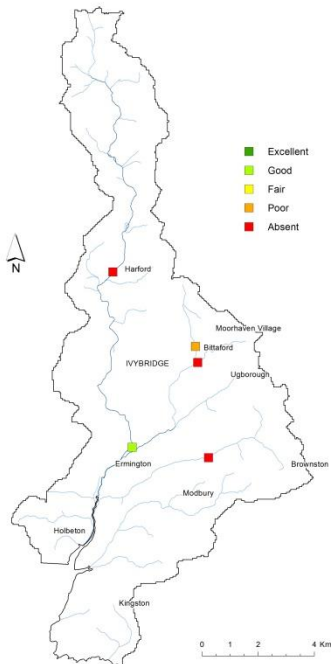 Excellent
Good
Fair
Poor
Absent
N
Harford
Moorhaven Village
Bittaford
IVYBRIDGE
Ugborough
Ermington
Brownston
Modbury
Holbeton
Kingston
0 2 4 Km